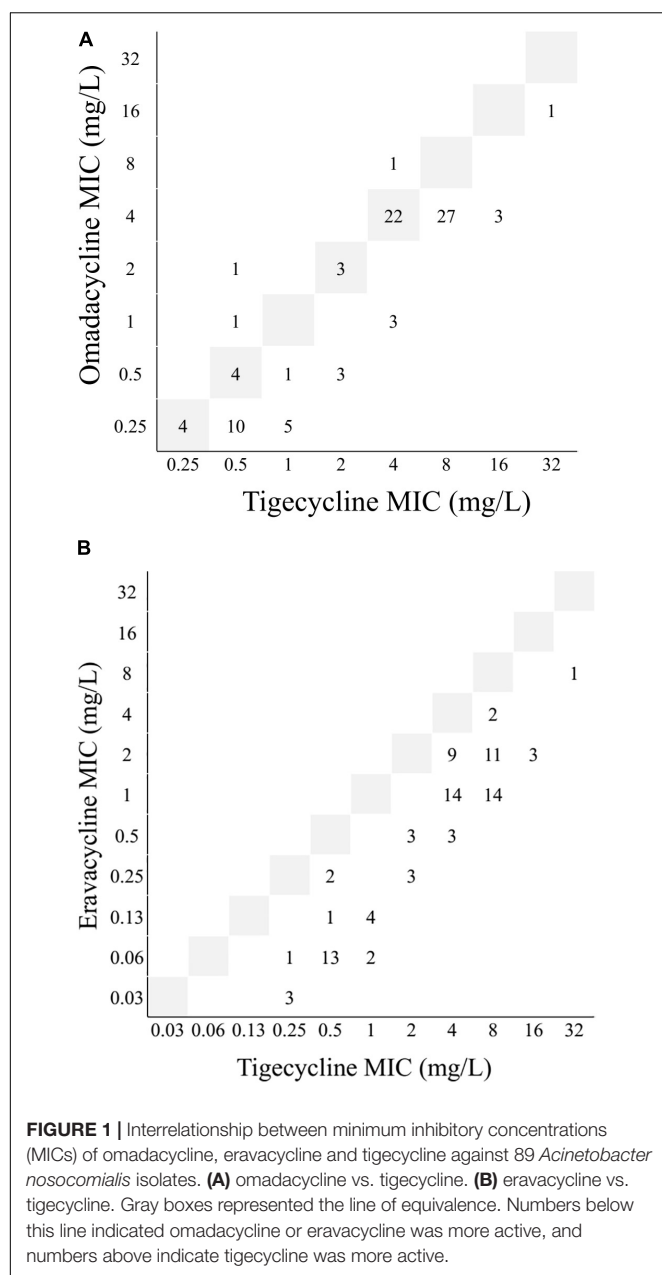 A
Omadacycline MIC (mg/L)
32
16 1
8 1
4 22 27 3
2 1 3
1 1 3
0.5 4 1 3
0.25 4 10 5
0.25 0.5 1 2 4 8 16 32
Tigecycline MIC (mg/L)
B
Eravacycline MIC (mg/L)
32
16
8 1
4 2
2 9 11 3
1 14 14
0.5 3 3
0.25 2 3
0.13 1 4
0.06 1 13 2
0.03 3
0.03 0.06 0.13 0.25 0.5 1 2 4 8 16 32
Tigecycline MIC (mg/L)
FIGURE 1 | Interrelationship between minimum inhibitory concentrations
(MICs) of omadacycline, eravacycline and tigecycline against 89 Acinetobacter
nosocomialis isolates. (A) omadacycline vs. tigecycline. (B) eravacycline vs.
tigecycline. Gray boxes represented the line of equivalence. Numbers below
this line indicated omadacycline or eravacycline was more active, and
numbers above indicate tigecycline was more active.